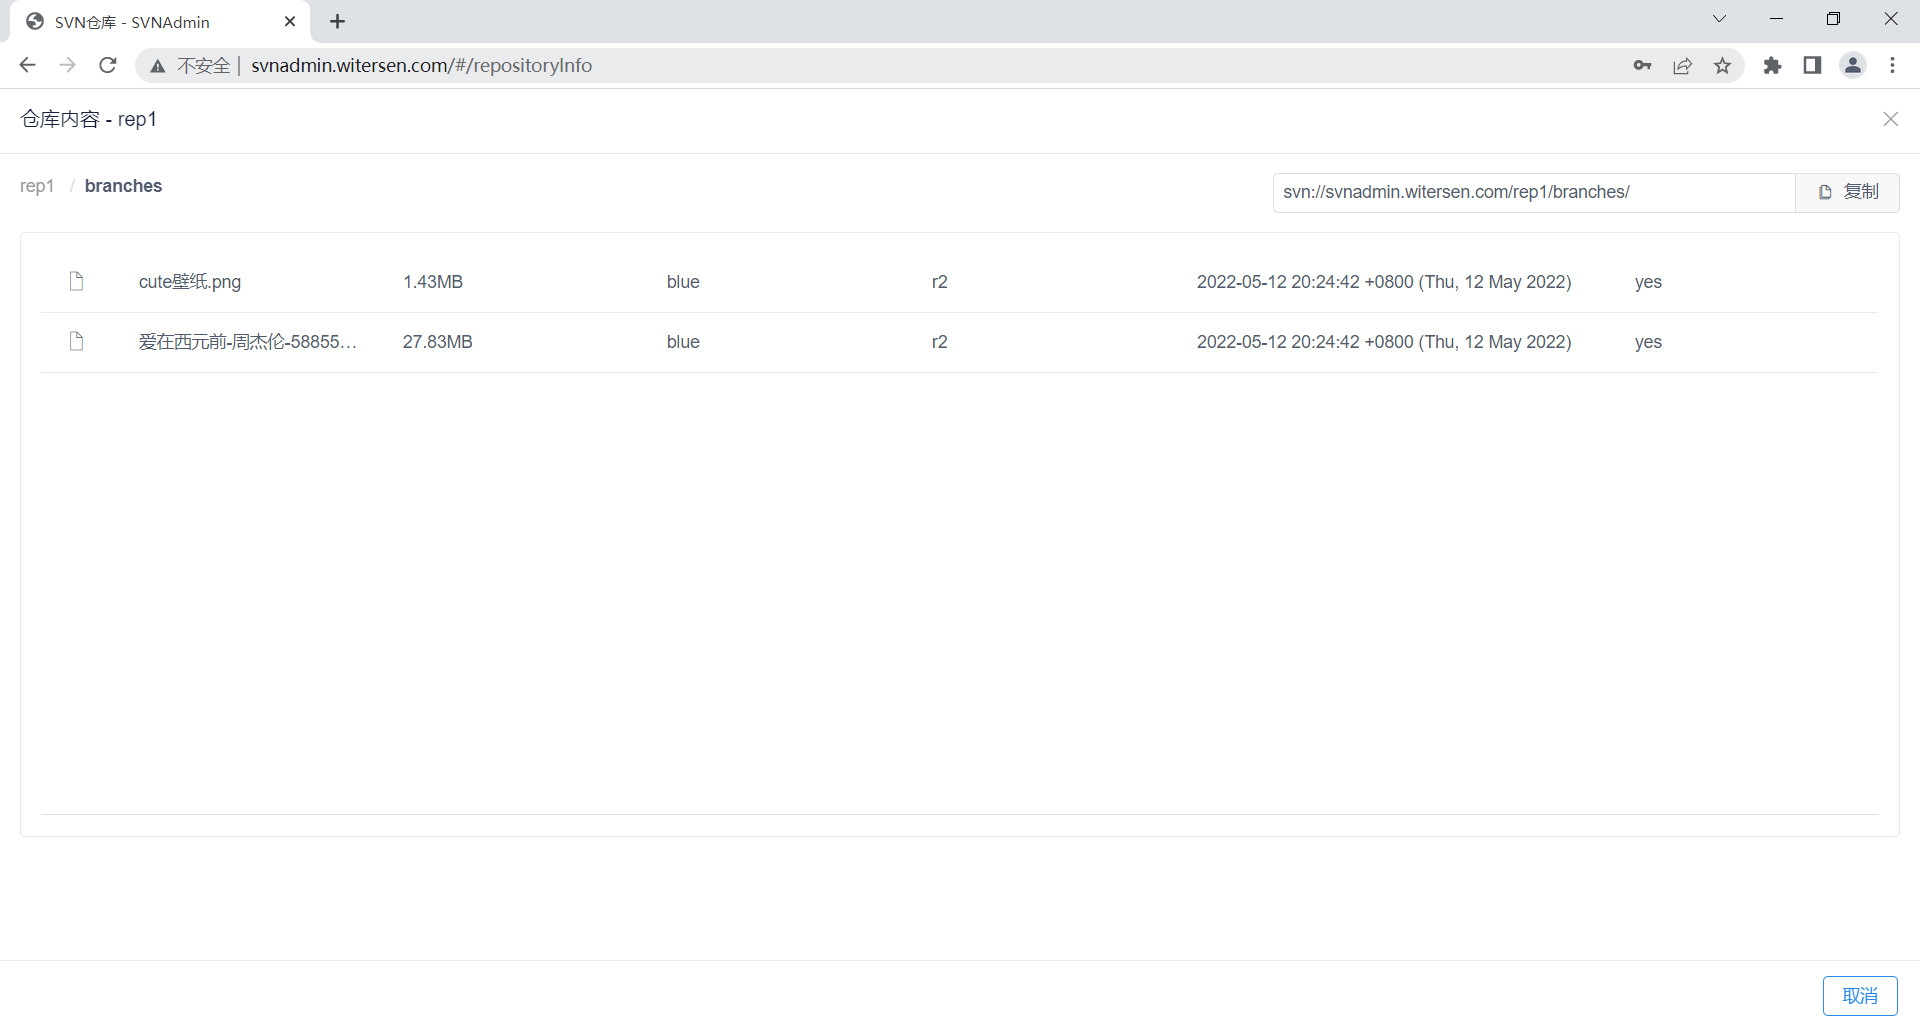 SVN仓库 - SVNAdmin
不安全 | svnadmin.witersen.com/#/repositoryInfo
仓库内容 - rep1
rep1 / branches
svn://svnadmin.witersen.com/rep1/branches/ 复制
cute壁纸.png 1.43MB blue r2 2022-05-12 20:24:42 +0800 (Thu, 12 May 2022) yes
爱在西元前-周杰伦-58855... 27.83MB blue r2 2022-05-12 20:24:42 +0800 (Thu, 12 May 2022) yes
取消